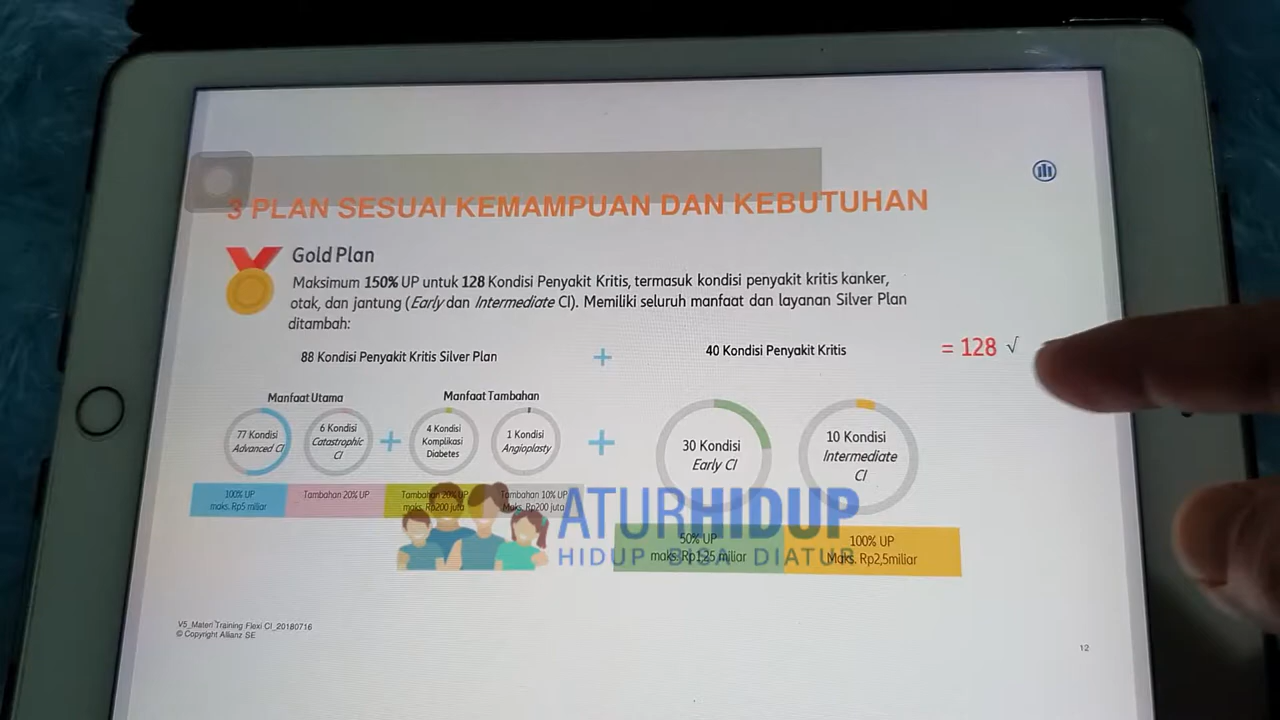 3 PLAN SESUAI KEMAMPUAN DAN KEBUTUHAN
Gold Plan
Maksimum 150% UP untuk 128 Kondisi Penyakit Kritis, termasuk kondisi penyakit kritis kanker,
otak, dan jantung (Early dan Intermediate CI). Memiliki seluruh manfaat dan layanan Silver Plan
ditambah:
88 Kondisi Penyakit Kritis Silver Plan
+
40 Kondisi Penyakit Kritis
= 128 √
Manfaat Utama
Manfaat Tambahan
77 Kondisi
Advanced CI
6 Kondisi
Catastrophic
CI
+
4 Kondisi
Komplikasi
Diabetes
1 Kondisi
Angioplasty
+
30 Kondisi
Early CI
10 Kondisi
Intermediate
CI
100% UP
maks. Rp5 miliar
Tambahan 20% UP
Tambahan 20% UP
maks. Rp200 juta
Tambahan 10% UP
Maks. Rp200 juta
50% UP
maks. Rp1,25 miliar
100% UP
Maks. Rp2,5miliar
ATURHIDUP
HIDUP BISA DIATUR
V5_Materi Training Flexi CI_20180716
© Copyright Allianz SE
12